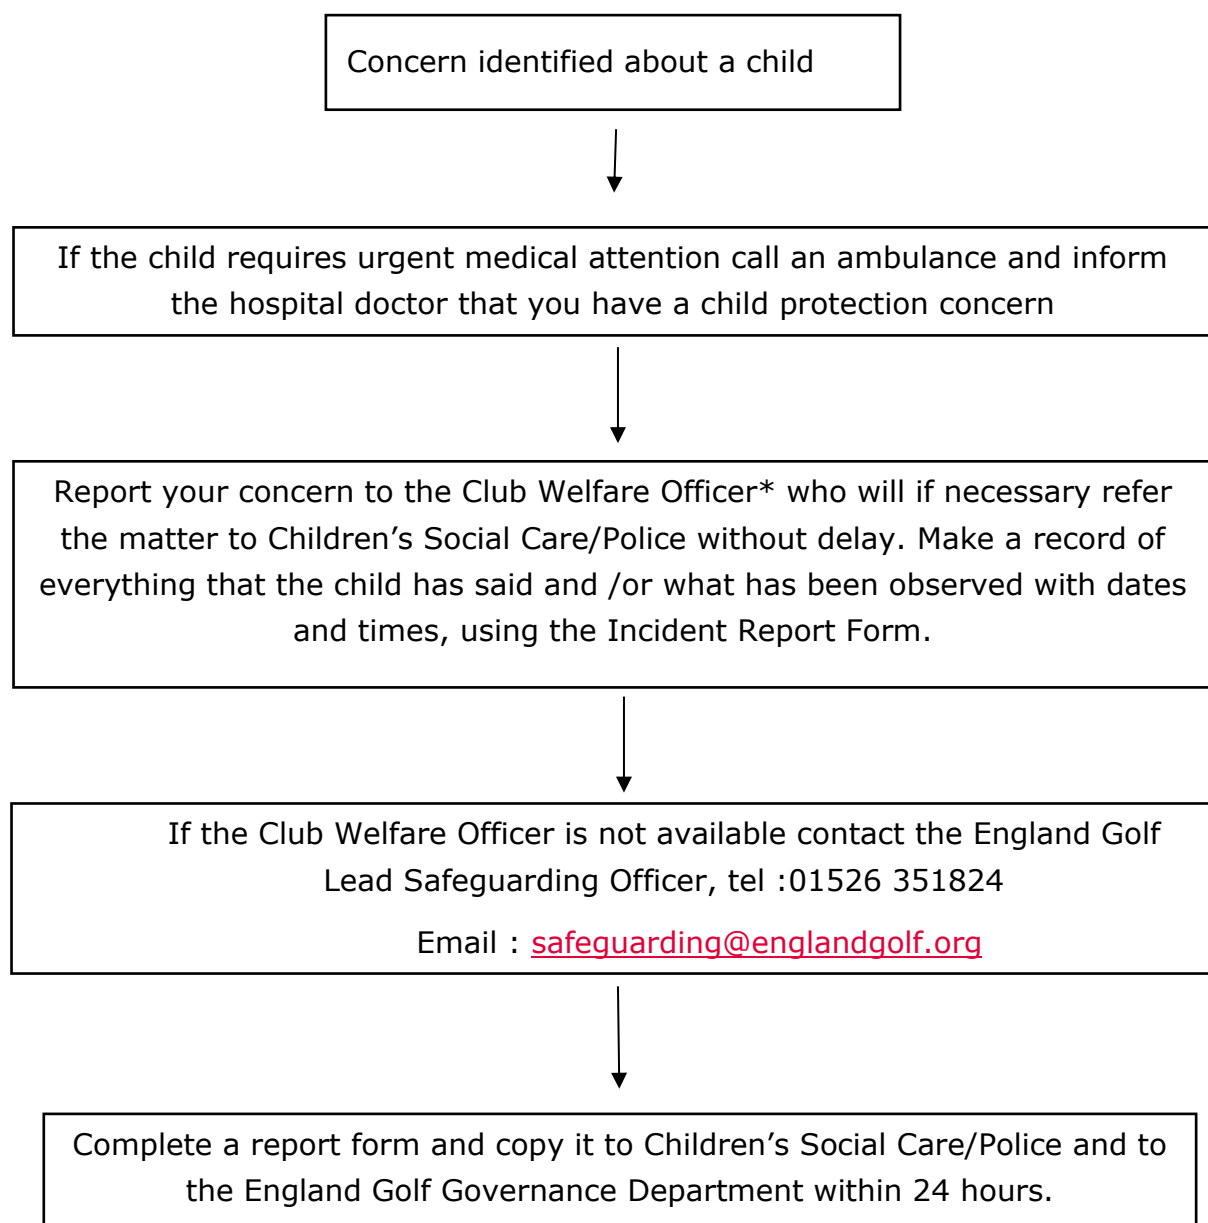 Concern identified about a child
If the child requires urgent medical attention call an ambulance and inform
the hospital doctor that you have a child protection concern
Report your concern to the Club Welfare Officer* who will if necessary refer
the matter to Children’s Social Care/Police without delay. Make a record of
everything that the child has said and /or what has been observed with dates
and times, using the Incident Report Form.
If the Club Welfare Officer is not available contact the England Golf
Lead Safeguarding Officer, tel :01526 351824
Email : safeguarding@englandgolf.org
Complete a report form and copy it to Children’s Social Care/Police and to
the England Golf Governance Department within 24 hours.